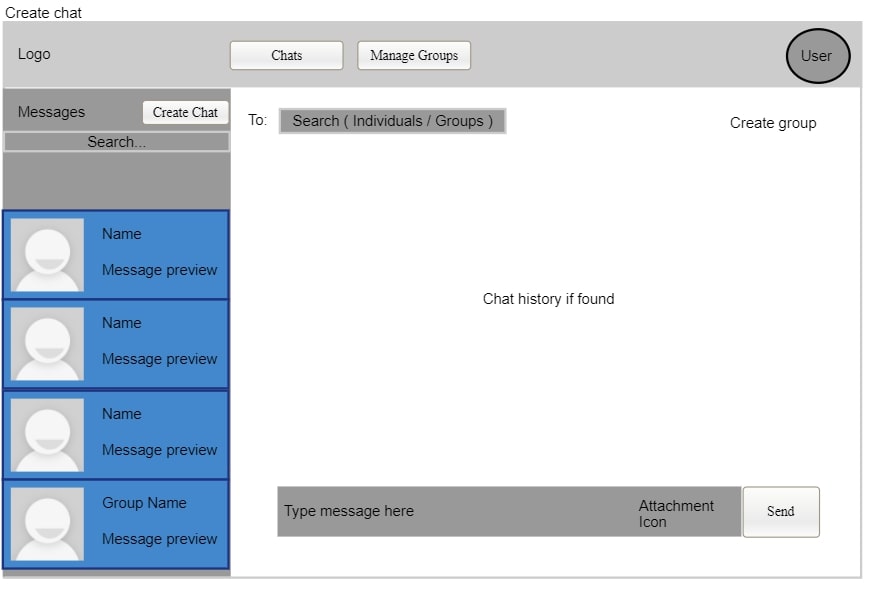 Create chat
Logo
Chats
Manage Groups
User
Messages
Create Chat
Search...
To:
Search ( Individuals / Groups )
Create group
Name
Message preview
Name
Message preview
Name
Message preview
Group Name
Message preview
Chat history if found
Type message here
Attachment
Icon
Send